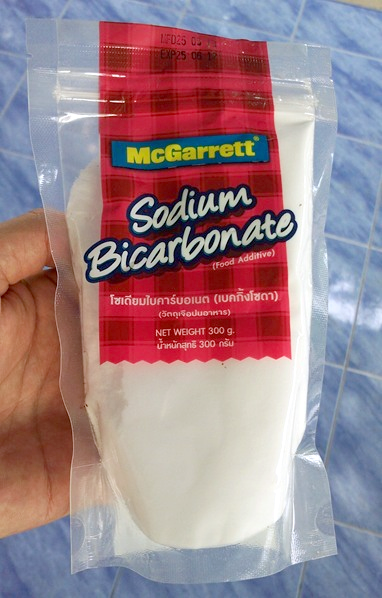 EXP25 06 17
McGarrett®
Sodium
Bicarbonate
(Food Additive)
โซเดียมไบคาร์บอเนต (เบคกิ้งโซดา)
(วัตถุเจือปนอาหาร)
NET WEIGHT 300 g.
น้ำหนักสุทธิ 300 กรัม